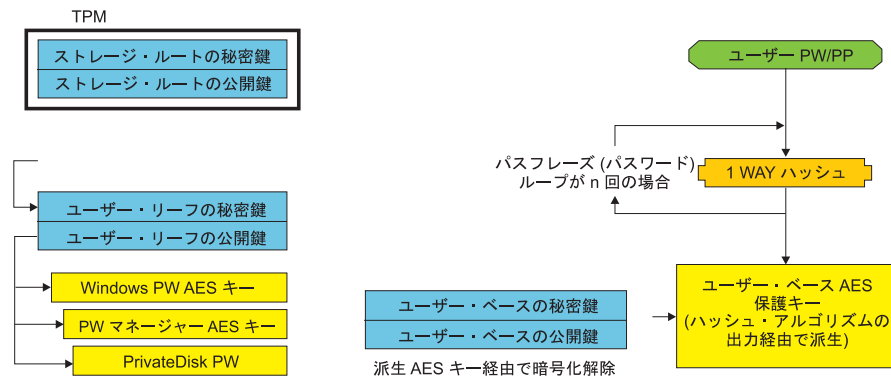 TPM
ストレージ・ルートの秘密鍵
ストレージ・ルートの公開鍵
ユーザー PW/PP
パスフレーズ (パスワード)
ループが n 回の場合
1 WAY ハッシュ
ユーザー・リーフの秘密鍵
ユーザー・リーフの公開鍵
Windows PW AES キー
PW マネージャー AES キー
PrivateDisk PW
ユーザー・ベースの秘密鍵
ユーザー・ベースの公開鍵
派生 AES キー経由で暗号化解除
ユーザー・ベース AES
保護キー
(ハッシュ・アルゴリズムの
出力経由で派生)